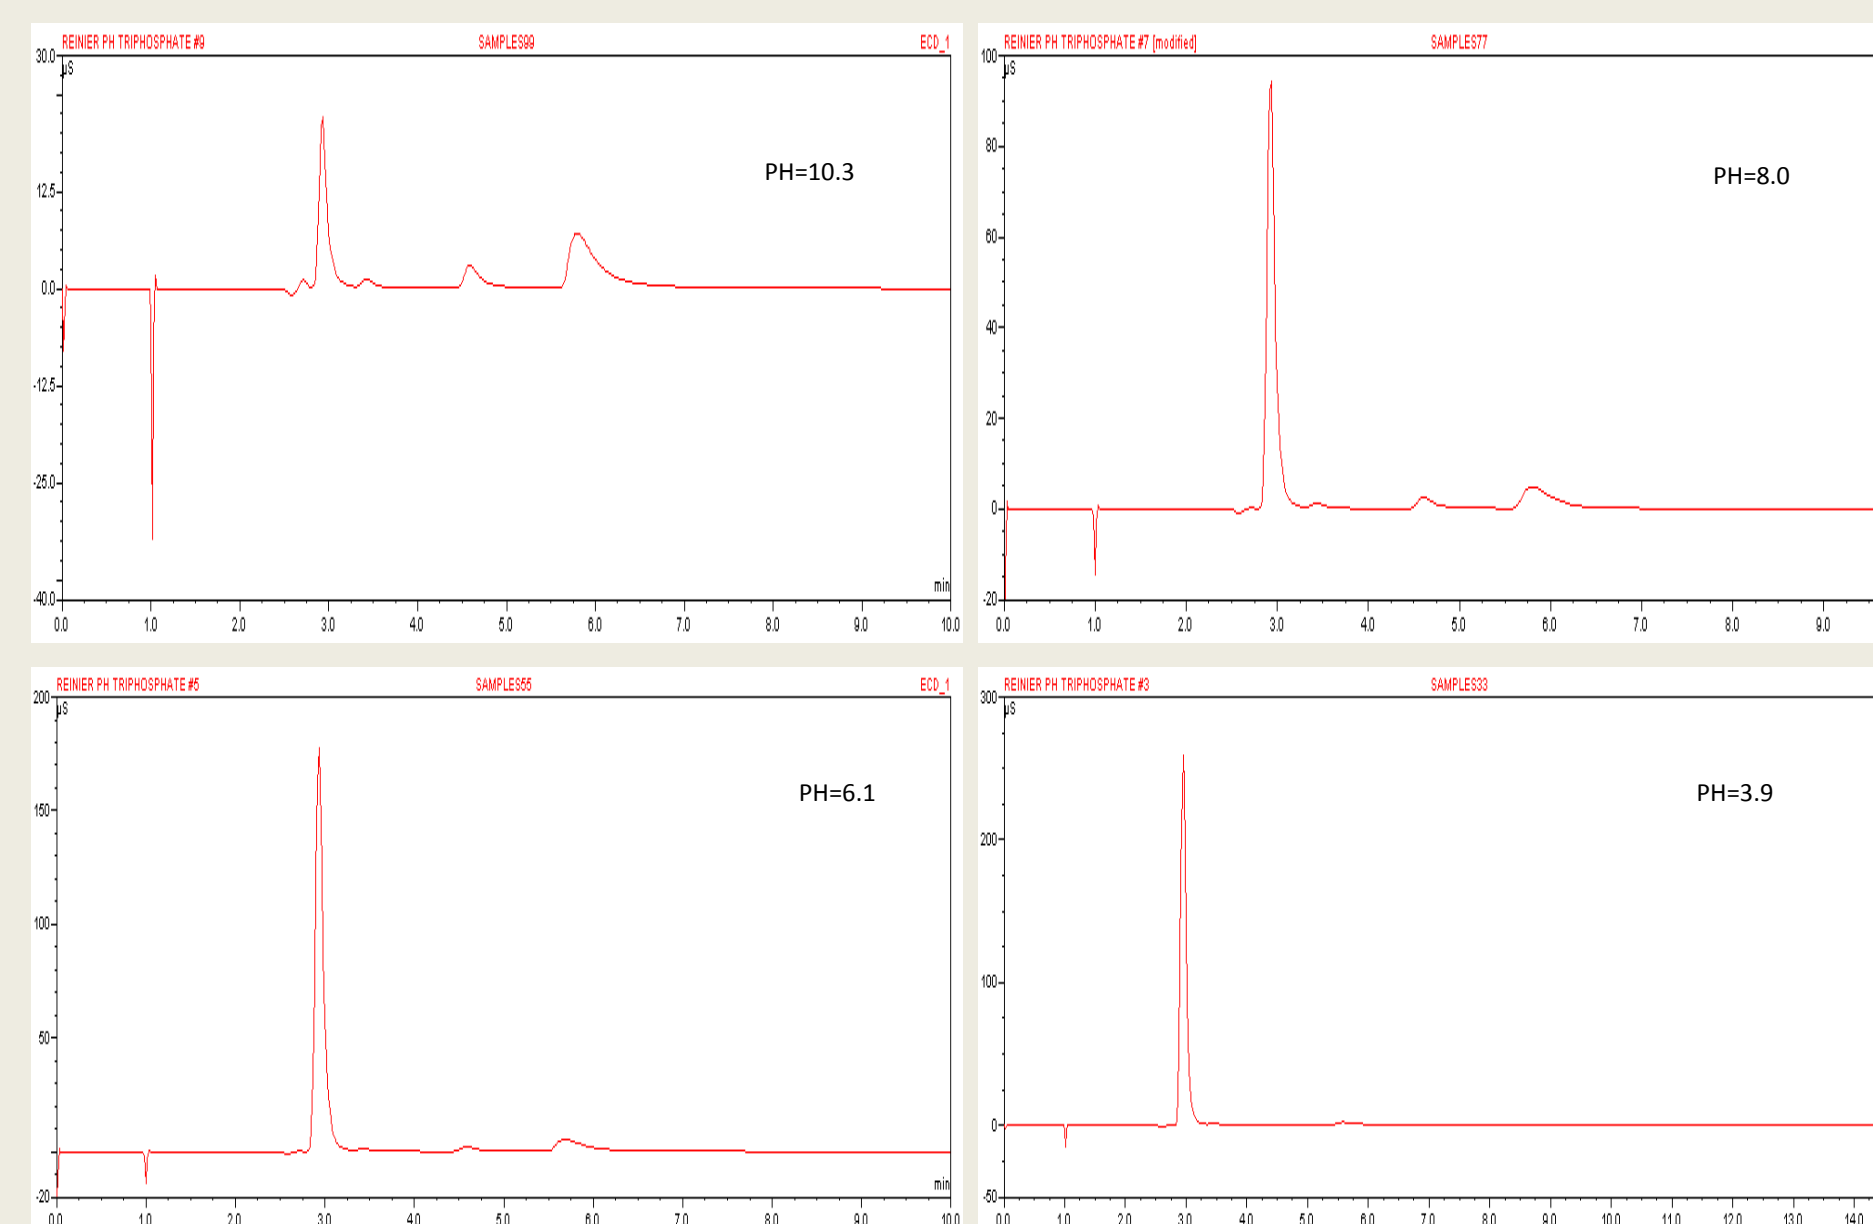 REINIER PH TRIPHOSPHATE #9 SAMPLES99 ECD_1
30.0
µS
PH=10.3
12.5
0.0
-12.5
-25.0
-40.0
min
0.0 1.0 2.0 3.0 4.0 5.0 6.0 7.0 8.0 9.0 10.0
REINIER PH TRIPHOSPHATE #7 [modified] SAMPLES77
100
µS
PH=8.0
80
60
40
20
0
-20
0.0 1.0 2.0 3.0 4.0 5.0 6.0 7.0 8.0 9.0
REINIER PH TRIPHOSPHATE #5 SAMPLES55 ECD_1
200
µS
PH=6.1
150
100
50
-20
min
0.0 1.0 2.0 3.0 4.0 5.0 6.0 7.0 8.0 9.0 10.0
REINIER PH TRIPHOSPHATE #3 SAMPLES33
300
µS
PH=3.9
200
100
0
-50
0.0 1.0 2.0 3.0 4.0 5.0 6.0 7.0 8.0 9.0 10.0 11.0 12.0 13.0 14.0